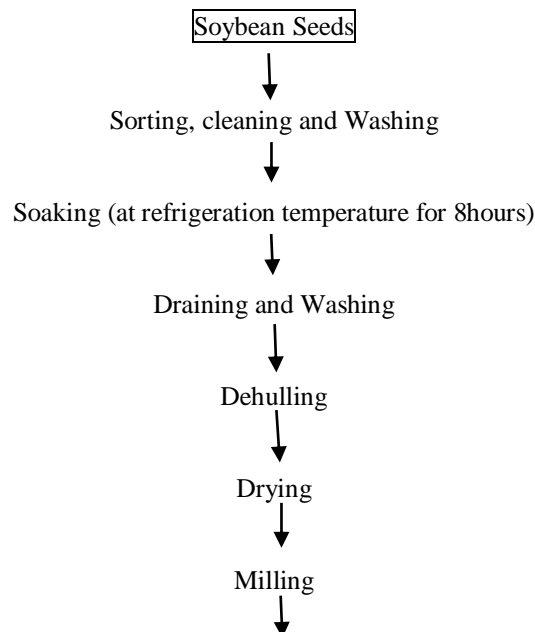 Soybean Seeds
Sorting, cleaning and Washing
Soaking (at refrigeration temperature for 8hours)
Draining and Washing
Dehulling
Drying
Milling